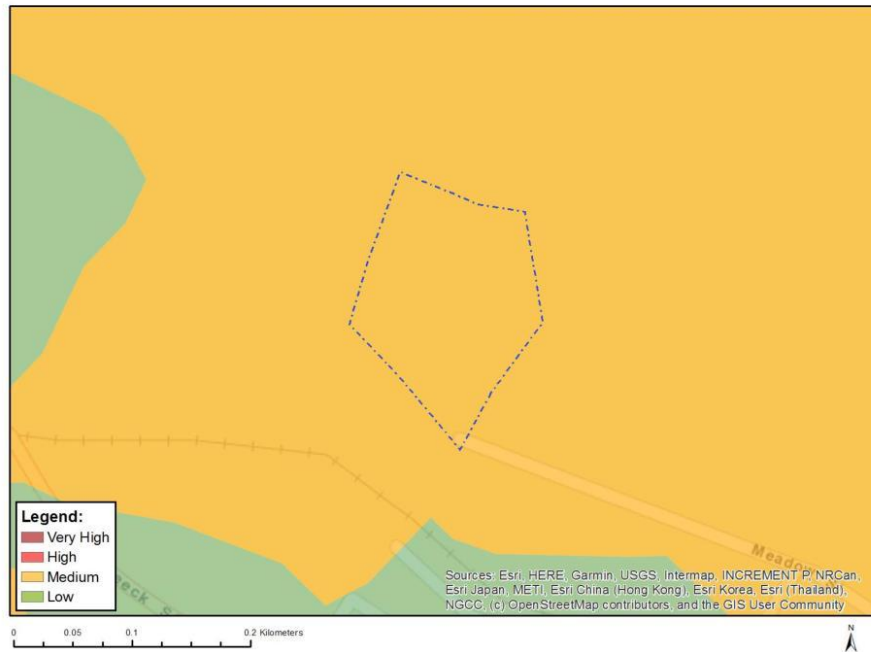 Legend:
Very High
High
Medium
Low
Meadow
Sources: Esri, HERE, Garmin, USGS, Intermap, INCREMENT P, NRCan,
Esri Japan, METI, Esri China (Hong Kong), Esri Korea, Esri (Thailand),
NGCC, (c) OpenStreetMap contributors, and the GIS User Community
0 0.05 0.1 0.2 Kilometers
N